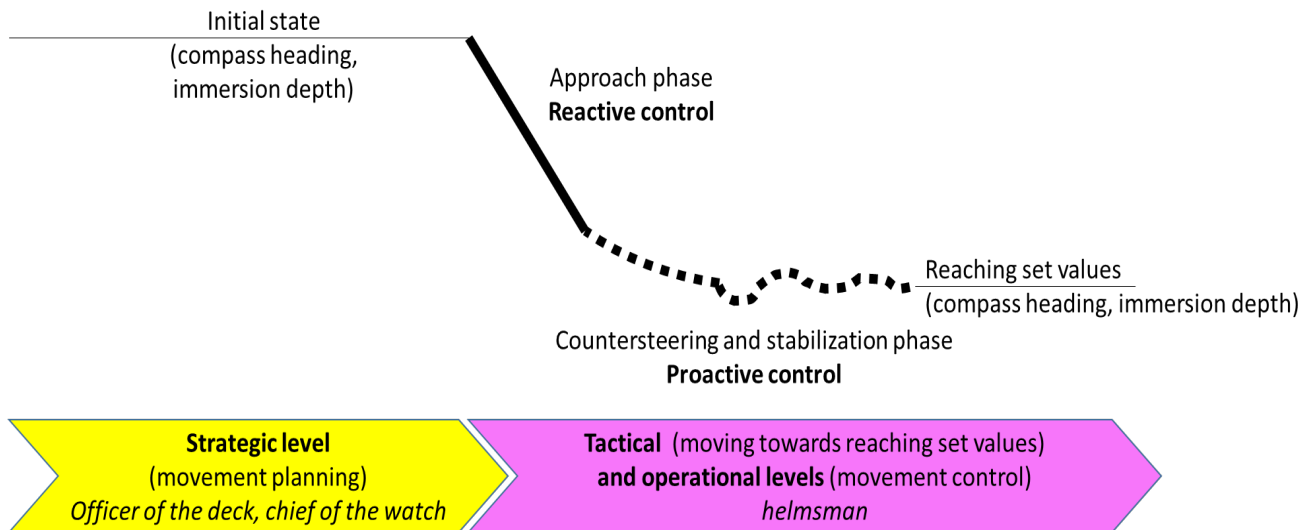 Initial state
(compass heading,
immersion depth)
Approach phase
Reactive control
Reaching set values
(compass heading, immersion depth)
Countersteering and stabilization phase
Proactive control
Strategic level
(movement planning)
Officer of the deck, chief of the watch
Tactical (moving towards reaching set values)
and operational levels (movement control)
helmsman